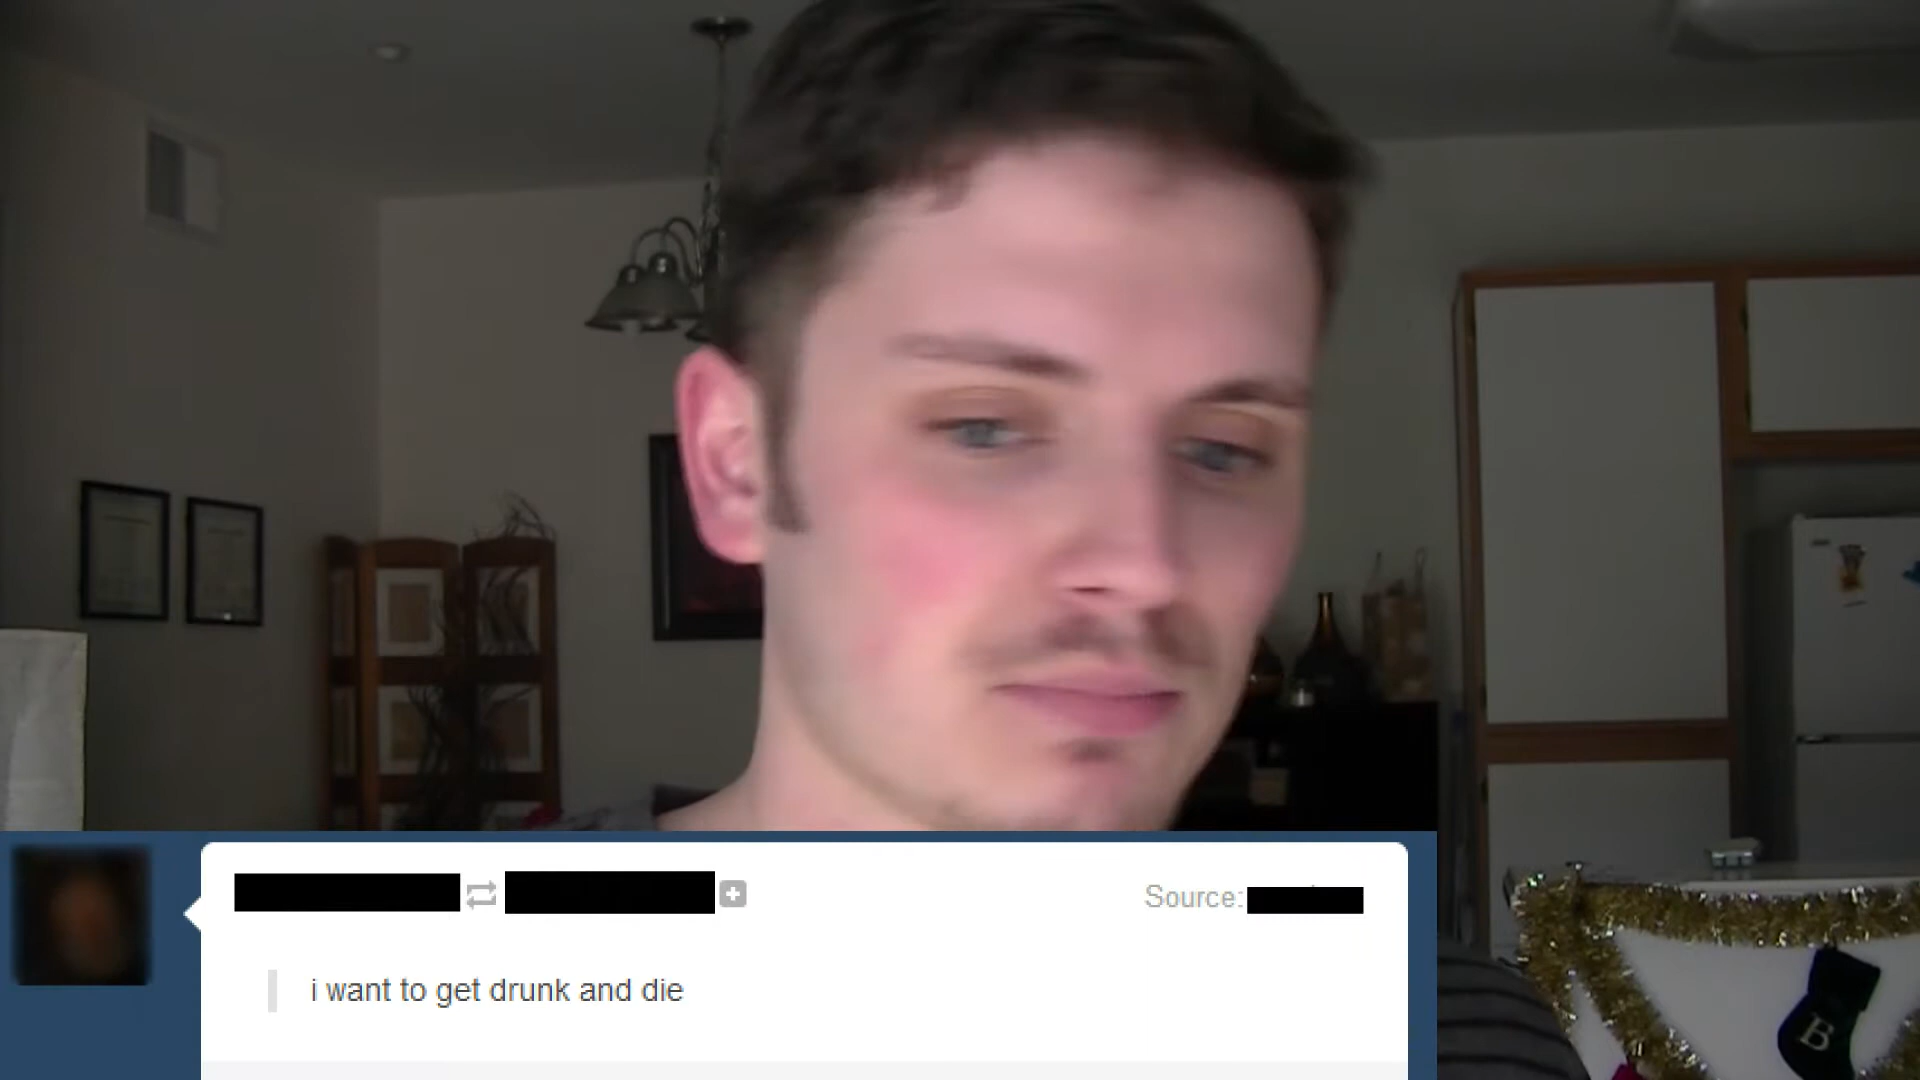 Source:
i want to get drunk and die
B